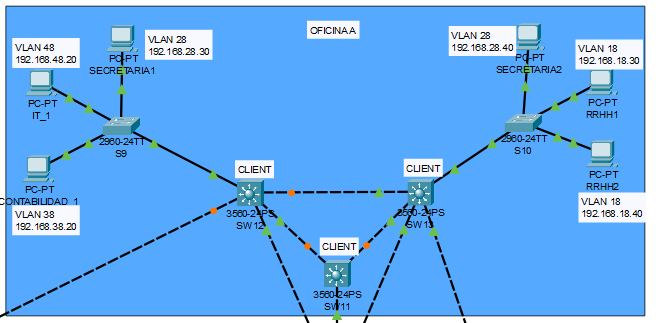 OFICINA A
VLAN 48
192.168.48.20
PC-PT
IT_1
VLAN 28
192.168.28.30
PC-PT
SECRETARIA1
2960-24TT
S9
PC-PT
CONTABILIDAD_1
VLAN 38
192.168.38.20
VLAN 28
192.168.28.40
PC-PT
SECRETARIA2
VLAN 18
192.168.18.30
PC-PT
RRHH1
2960-24TT
S10
PC-PT
RRHH2
VLAN 18
192.168.18.40
CLIENT
3560-24PS
SW12
CLIENT
3560-24PS
SW13
CLIENT
3560-24PS
SW11